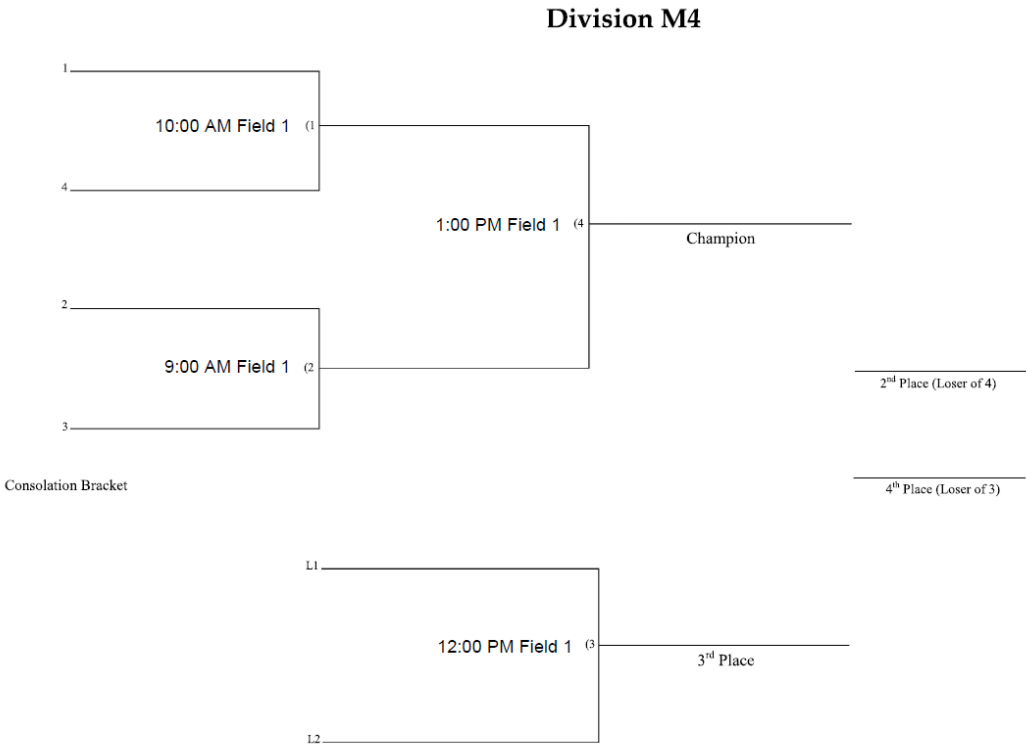 Division M4
1
10:00 AM Field 1 (1
4
1:00 PM Field 1 (4
Champion
2
9:00 AM Field 1 (2
2nd Place (Loser of 4)
3
Consolation Bracket
4th Place (Loser of 3)
L1
12:00 PM Field 1 (3
3rd Place
L2